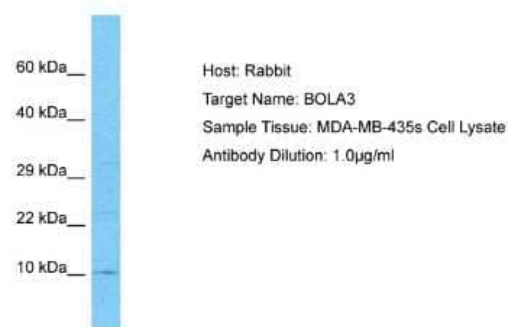 60 kDa
40 kDa
29 kDa
22 kDa
10 kDa
Host: Rabbit
Target Name: BOLA3
Sample Tissue: MDA-MB-435s Cell Lysate
Antibody Dilution: 1.0µg/ml